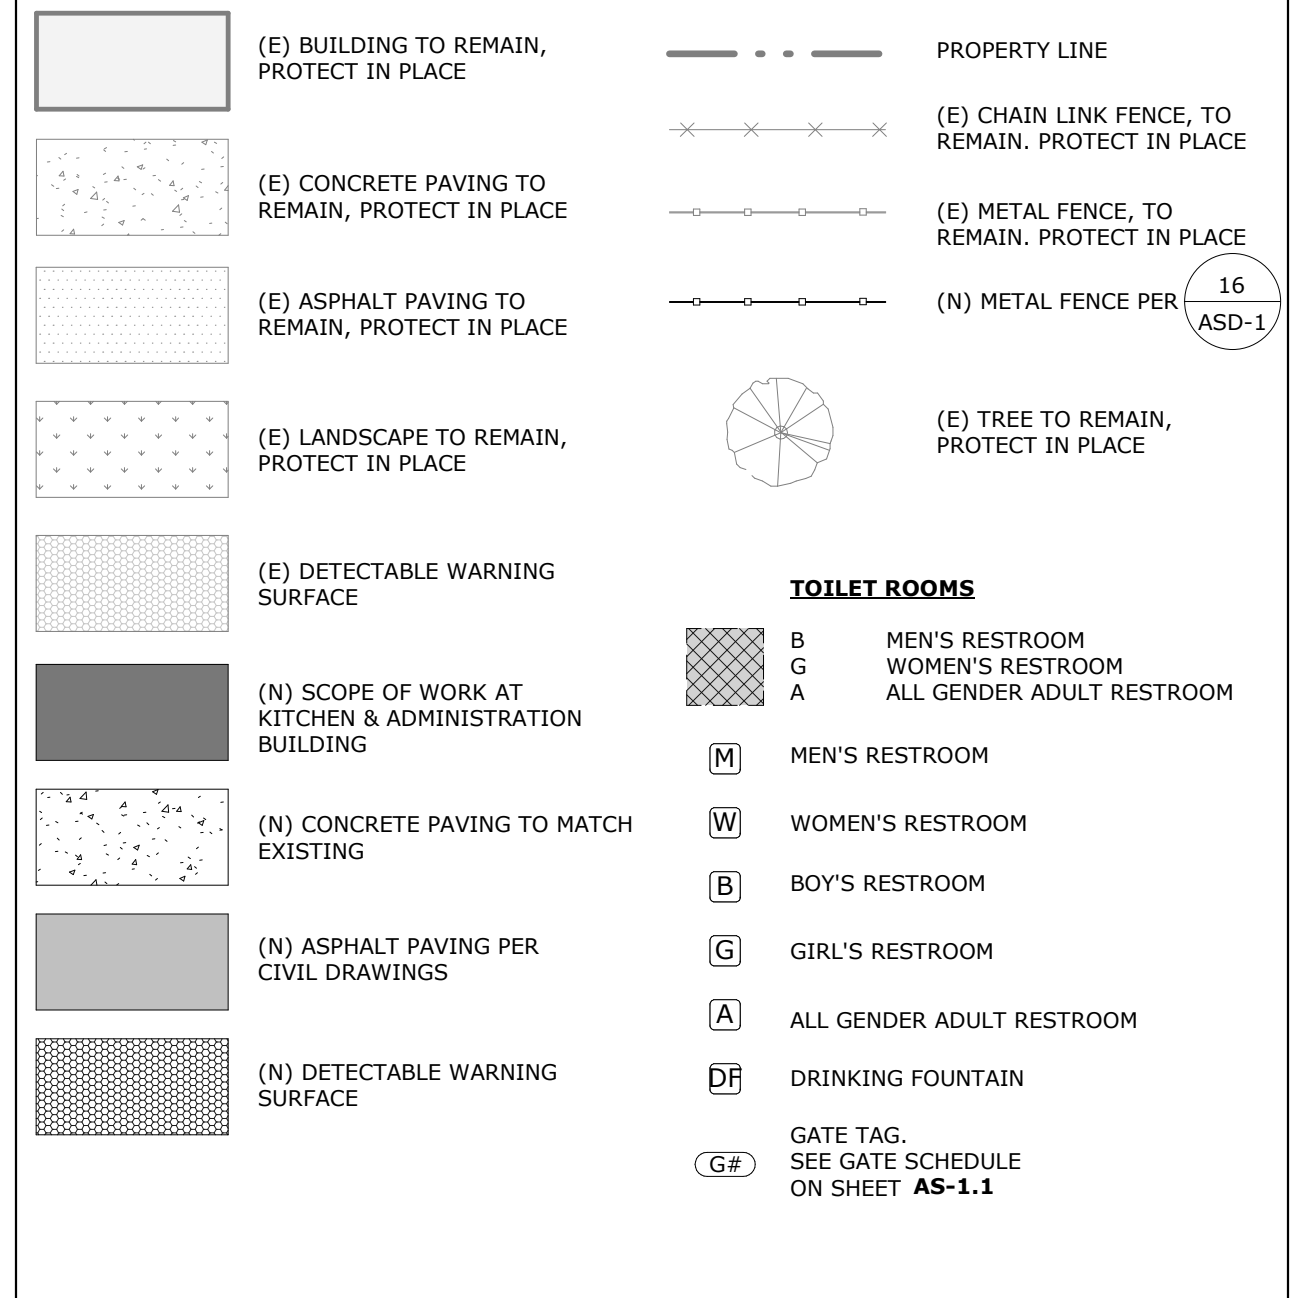 (E) BUILDING TO REMAIN,
PROTECT IN PLACE
(E) CONCRETE PAVING TO
REMAIN, PROTECT IN PLACE
(E) ASPHALT PAVING TO
REMAIN, PROTECT IN PLACE
(E) LANDSCAPE TO REMAIN,
PROTECT IN PLACE
(E) DETECTABLE WARNING
SURFACE
(N) SCOPE OF WORK AT
KITCHEN & ADMINISTRATION
BUILDING
(N) CONCRETE PAVING TO MATCH
EXISTING
(N) ASPHALT PAVING PER
CIVIL DRAWINGS
(N) DETECTABLE WARNING
SURFACE
PROPERTY LINE
(E) CHAIN LINK FENCE, TO
REMAIN. PROTECT IN PLACE
(E) METAL FENCE, TO
REMAIN. PROTECT IN PLACE
(N) METAL FENCE PER
16
ASD-1
(E) TREE TO REMAIN,
PROTECT IN PLACE
TOILET ROOMS
B MEN'S RESTROOM
G WOMEN'S RESTROOM
A ALL GENDER ADULT RESTROOM
M MEN'S RESTROOM
W WOMEN'S RESTROOM
B BOY'S RESTROOM
G GIRL'S RESTROOM
A ALL GENDER ADULT RESTROOM
DF DRINKING FOUNTAIN
GATE TAG.
G# SEE GATE SCHEDULE
ON SHEET AS-1.1